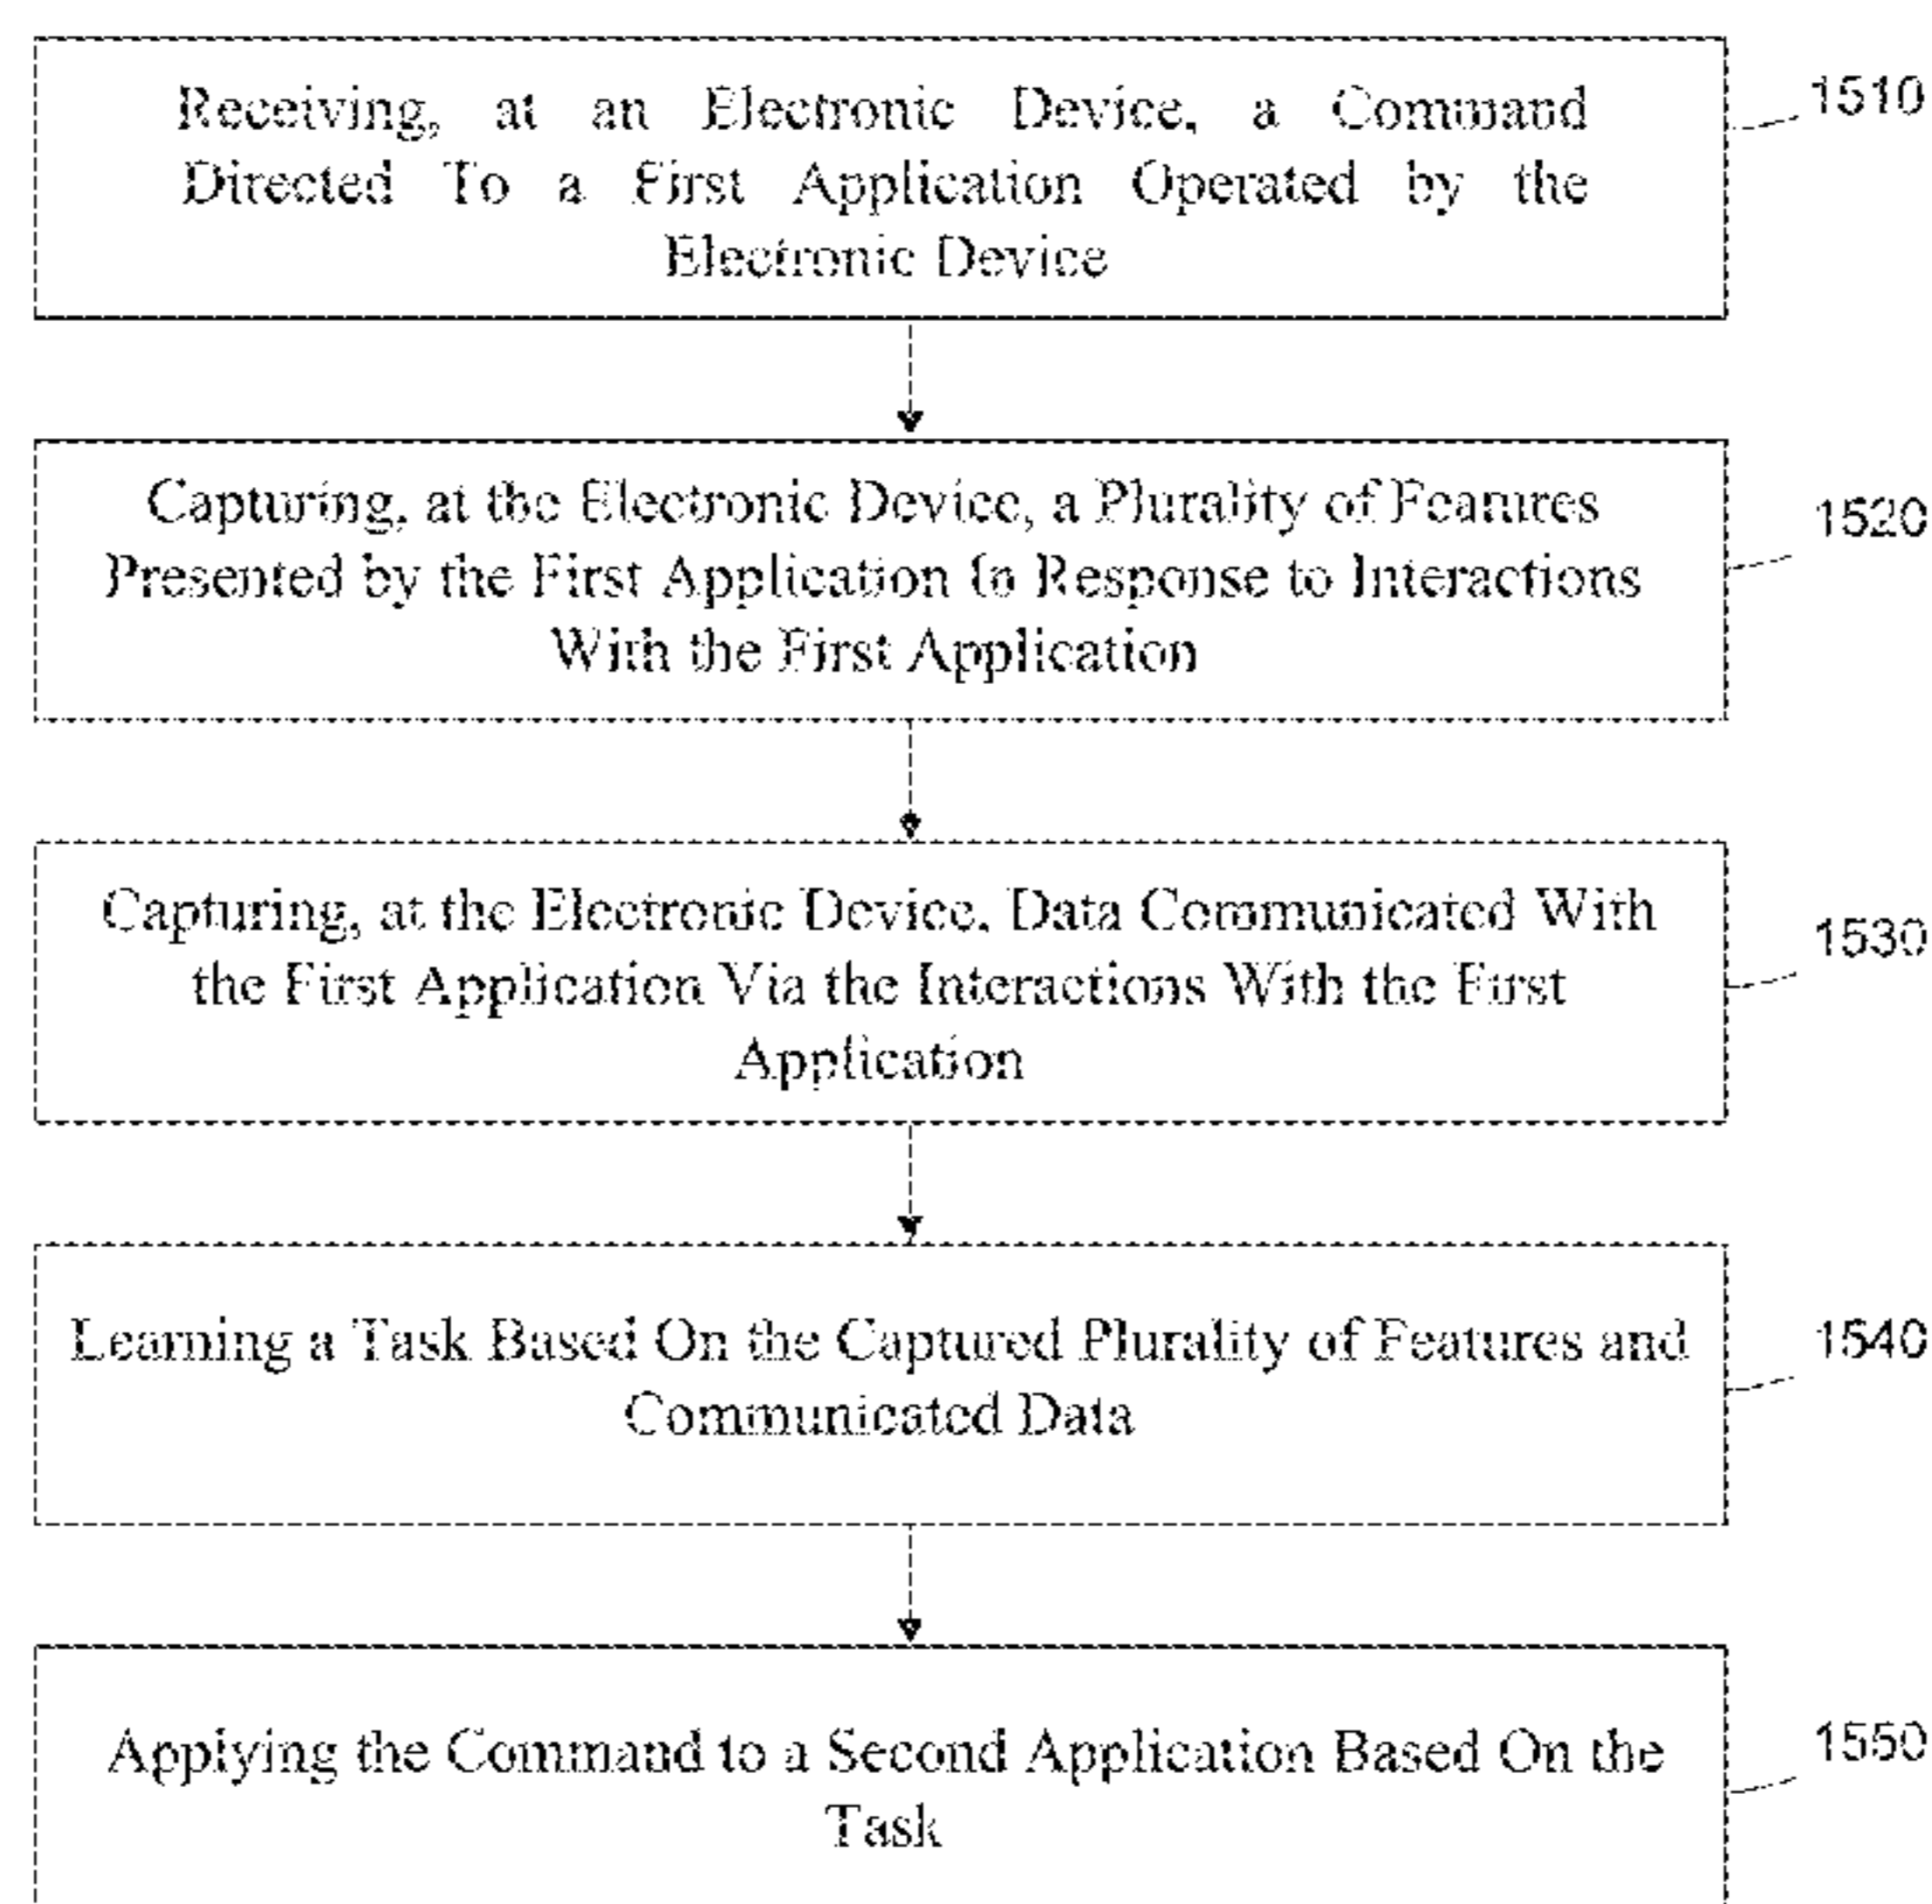 Receiving, at an Electronic Device, a Command
1510
Directed To a First Application Operated by the
Electronic Device
Capturing, at the Electronic Device, a Plurality of Features
1520
Presented by the First Application In Response to Interactions
With the First Application
Capturing, at the Electronic Device, Data Communicated With
1530
the First Application Via the Interactions With the First
Application
Learning a Task Based On the Captured Plurality of Features and
1540
Communicated Data
Applying the Command to a Second Application Based On the
1550
Task